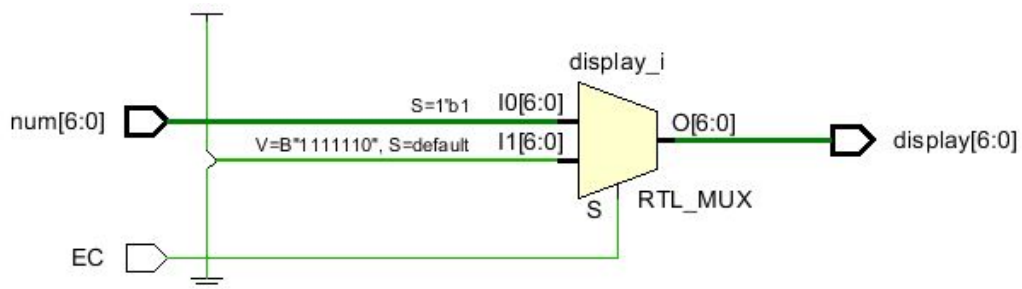 display_i
S=1'b1 I0[6:0]
num[6:0] O[6:0] display[6:0]
V=B"1111110", S=default I1[6:0]
S RTL_MUX
EC